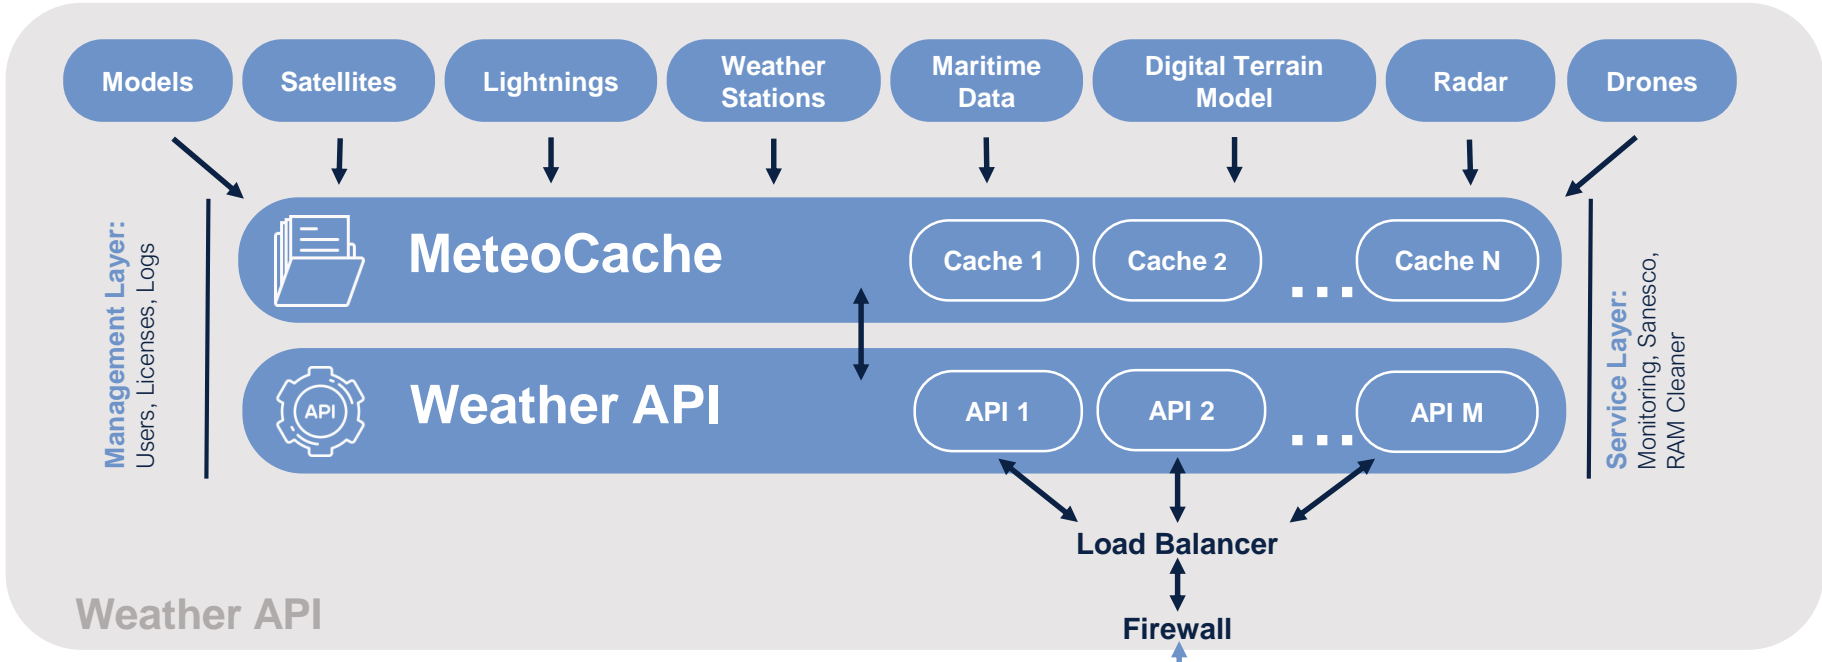 Models
Satellites
Lightnings
Weather
Stations
Maritime
Data
Digital Terrain
Model
Radar
Drones
Management Layer:
Users, Licenses, Logs
MeteoCache
Cache 1
Cache 2
...
Cache N
API
Weather API
API 1
API 2
...
API M
Service Layer:
Monitoring, Sanesco,
RAM Cleaner
Load Balancer
Firewall
Weather API